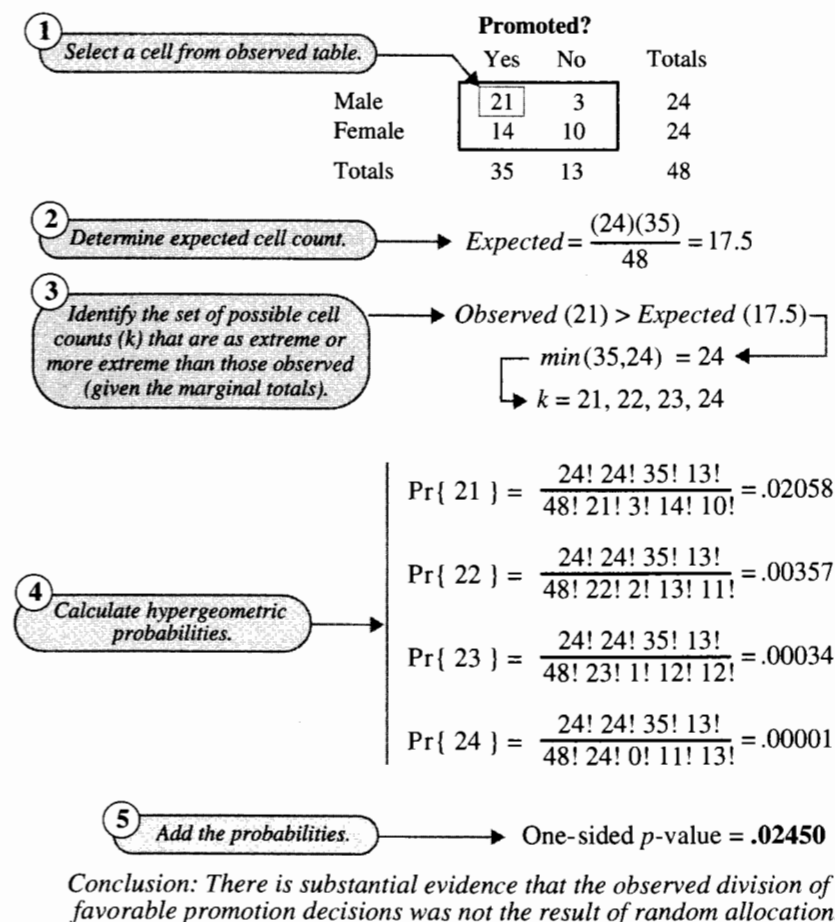 Promoted?
1 Select a cell from observed table.
Yes No Totals
Male 21 3 24
Female 14 10 24
Totals 35 13 48
2 Determine expected cell count.
Expected = (24)(35) / 48 = 17.5
3 Identify the set of possible cell
counts (k) that are as extreme or
more extreme than those observed
(given the marginal totals).
Observed (21) > Expected (17.5)
min(35,24) = 24
k = 21, 22, 23, 24
4 Calculate hypergeometric
probabilities.
Pr{ 21 } = 24! 24! 35! 13! / 48! 21! 3! 14! 10! = .02058
Pr{ 22 } = 24! 24! 35! 13! / 48! 22! 2! 13! 11! = .00357
Pr{ 23 } = 24! 24! 35! 13! / 48! 23! 1! 12! 12! = .00034
Pr{ 24 } = 24! 24! 35! 13! / 48! 24! 0! 11! 13! = .00001
5 Add the probabilities.
One-sided p-value = .02450
Conclusion: There is substantial evidence that the observed division of
favorable promotion decisions was not the result of random allocation